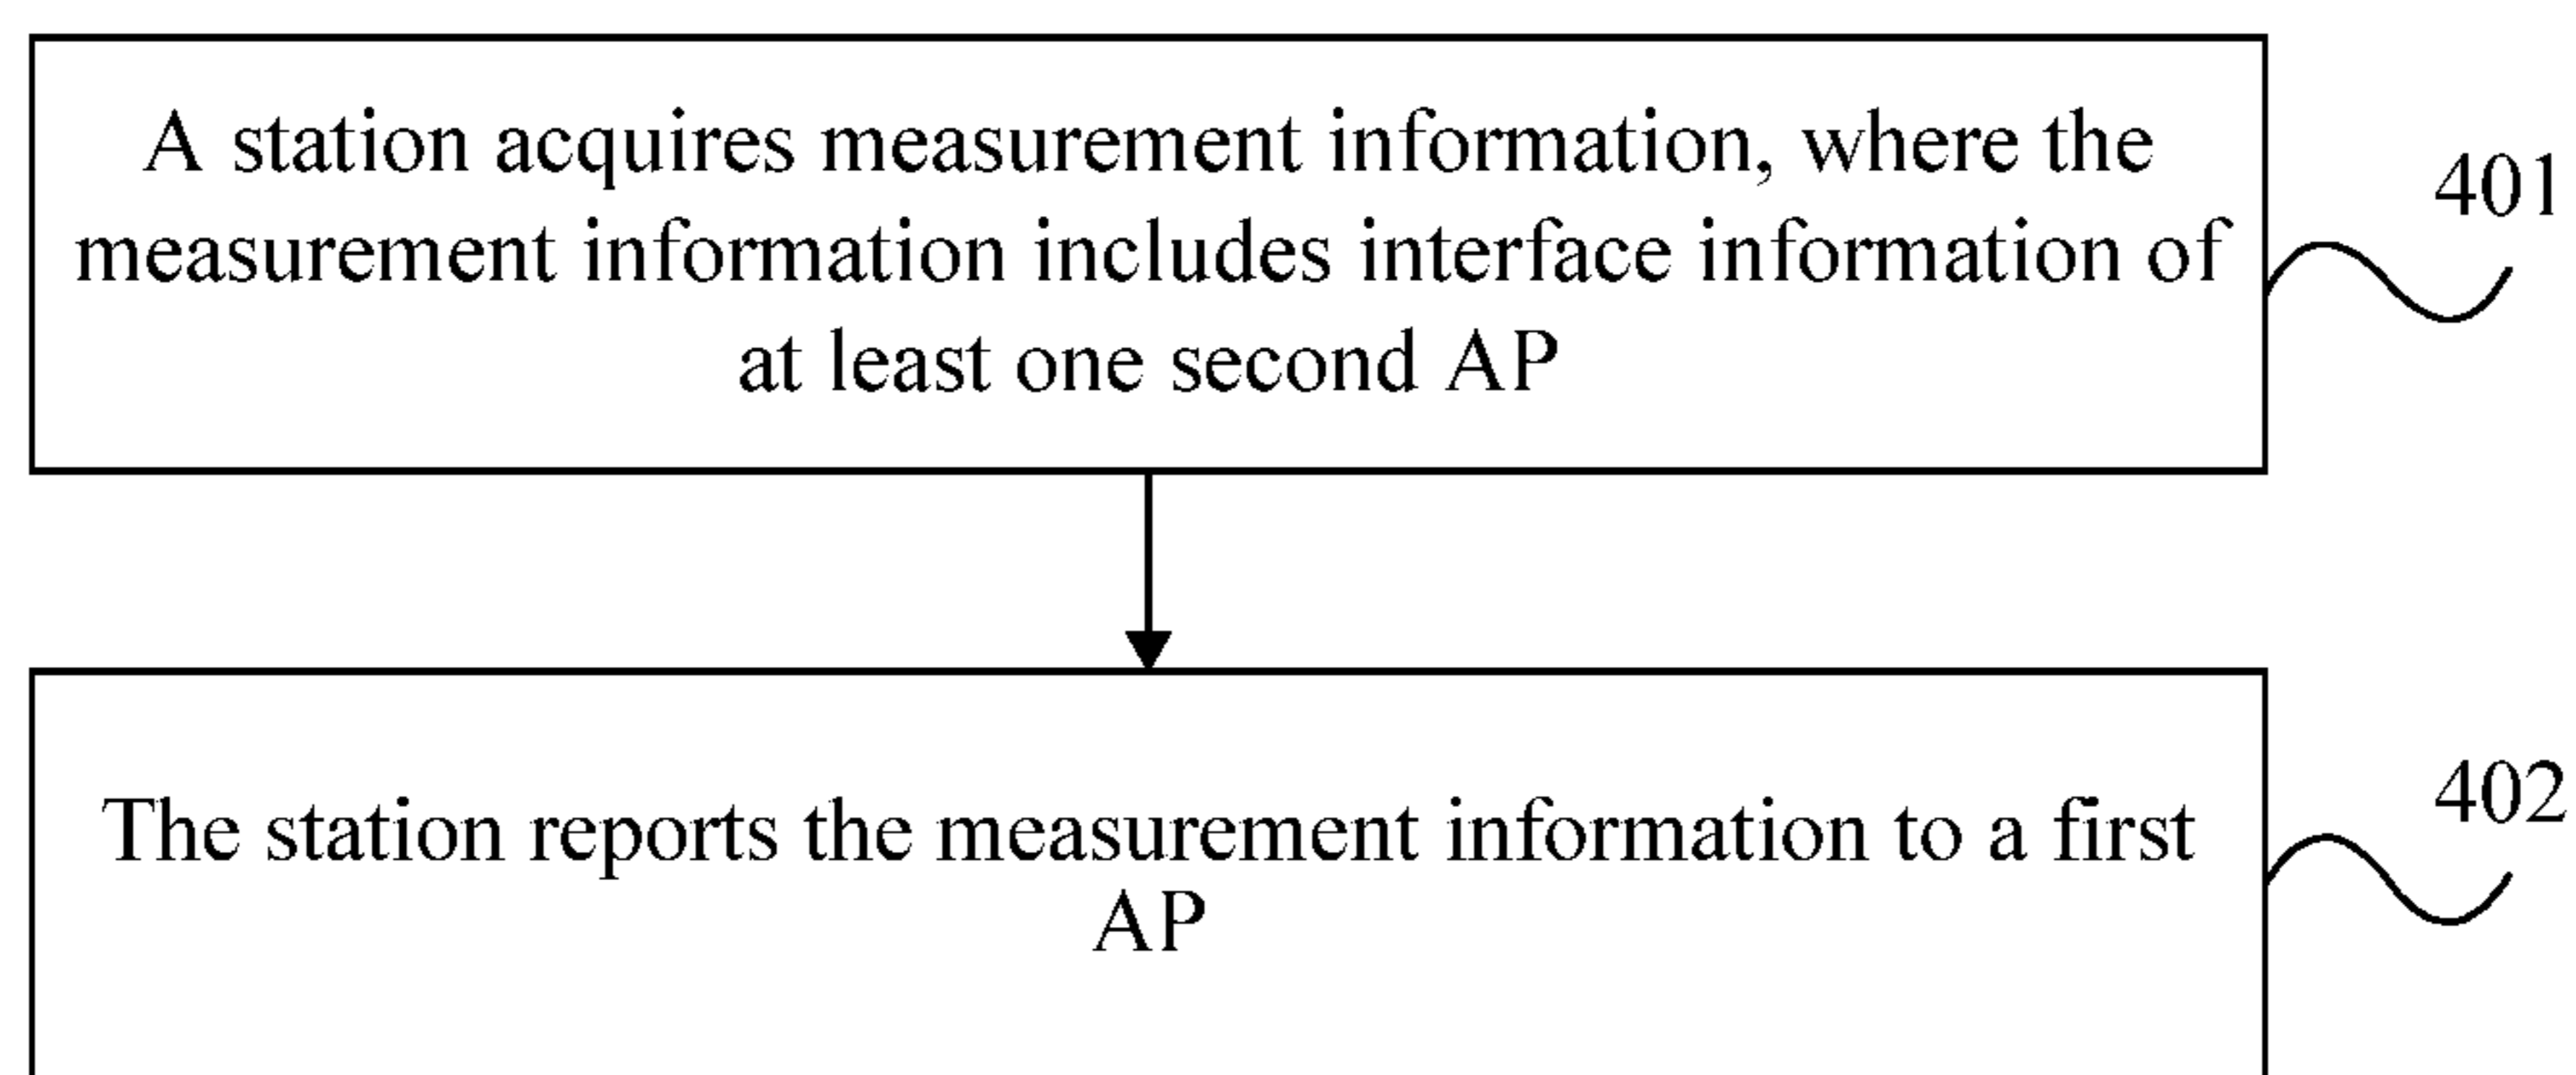 A station acquires measurement information, where the
measurement information includes interface information of
at least one second AP
401
The station reports the measurement information to a first
AP
402